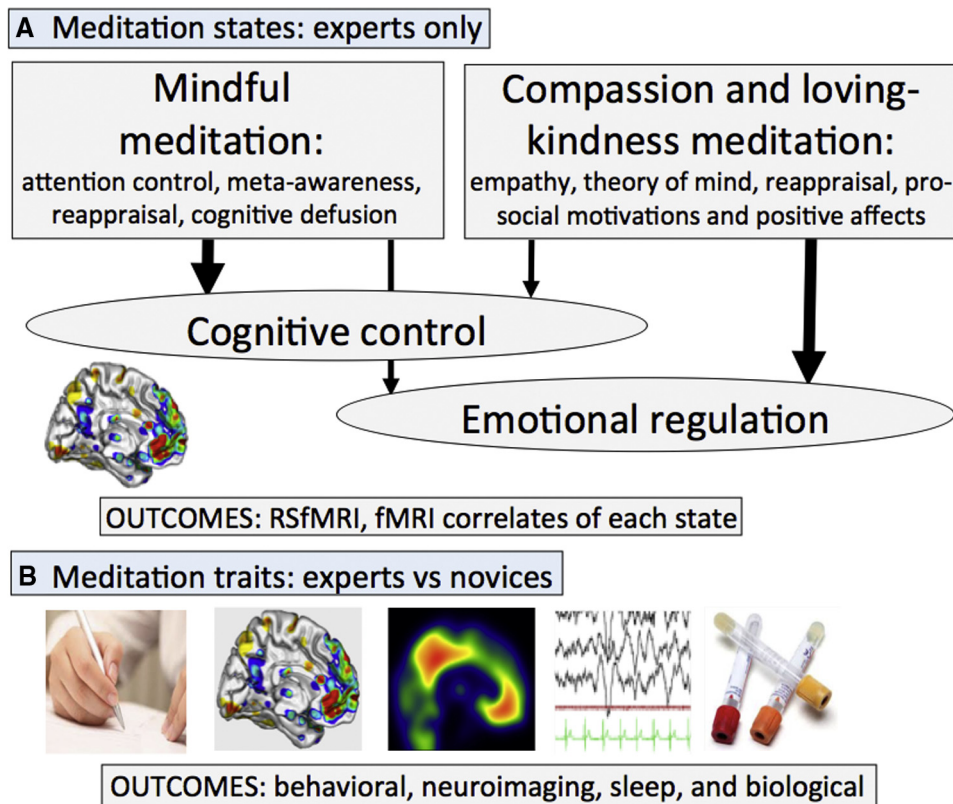 A Meditation states: experts only
Mindful
meditation:
attention control, meta-awareness,
reappraisal, cognitive defusion
Compassion and loving-
kindness meditation:
empathy, theory of mind, reappraisal, pro-
social motivations and positive affects
Cognitive control
Emotional regulation
OUTCOMES: RSfMRI, fMRI correlates of each state
B Meditation traits: experts vs novices
OUTCOMES: behavioral, neuroimaging, sleep, and biological